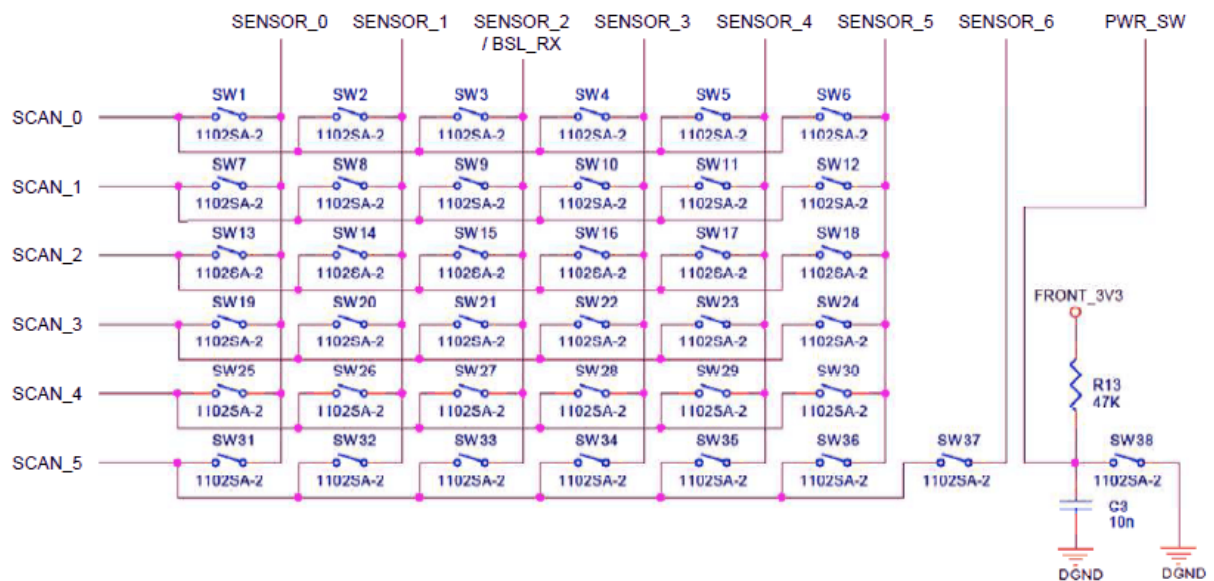 SENSOR_0 SENSOR_1 SENSOR_2 SENSOR_3 SENSOR_4 SENSOR_5 SENSOR_6 PWR_SW
/ BSL_RX
SW1 SW2 SW3 SW4 SW5 SW6
SCAN_0
1102SA-2 1102SA-2 1102SA-2 1102SA-2 1102SA-2 1102SA-2
SW7 SW8 SW9 SW10 SW11 SW12
SCAN_1
1102SA-2 1102SA-2 1102SA-2 1102SA-2 1102SA-2 1102SA-2
SW13 SW14 SW15 SW16 SW17 SW18
SCAN_2
1102SA-2 1102SA-2 1102SA-2 1102SA-2 1102SA-2 1102SA-2
SW19 SW20 SW21 SW22 SW23 SW24
FRONT_3V3
SCAN_3
1102SA-2 1102SA-2 1102SA-2 1102SA-2 1102SA-2 1102SA-2
SW25 SW26 SW27 SW28 SW29 SW30
R13
47K
SCAN_4
1102SA-2 1102SA-2 1102SA-2 1102SA-2 1102SA-2 1102SA-2
SW31 SW32 SW33 SW34 SW35 SW36 SW37 SW38
SCAN_5
1102SA-2 1102SA-2 1102SA-2 1102SA-2 1102SA-2 1102SA-2 1102SA-2 1102SA-2
C3
10n
DGND DGND